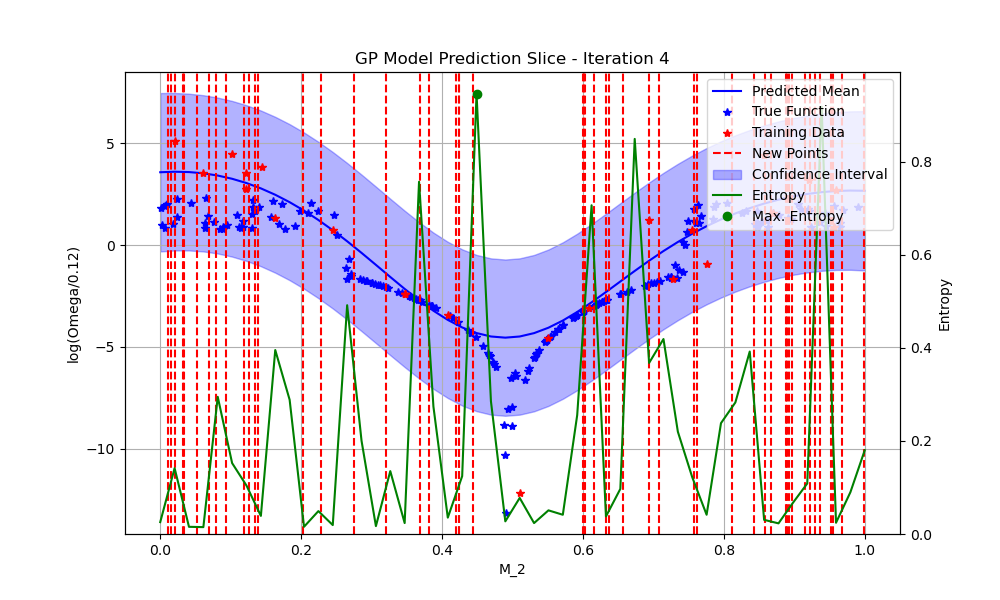 GP Model Prediction Slice - Iteration 4
Predicted Mean
True Function
Training Data
New Points
Confidence Interval
Entropy
Max. Entropy
log(Omega/0.12)
5
0
−5
−10
0.0
0.2
0.4
0.6
0.8
1.0
M_2
0.8
0.6
0.4
0.2
0.0
Entropy